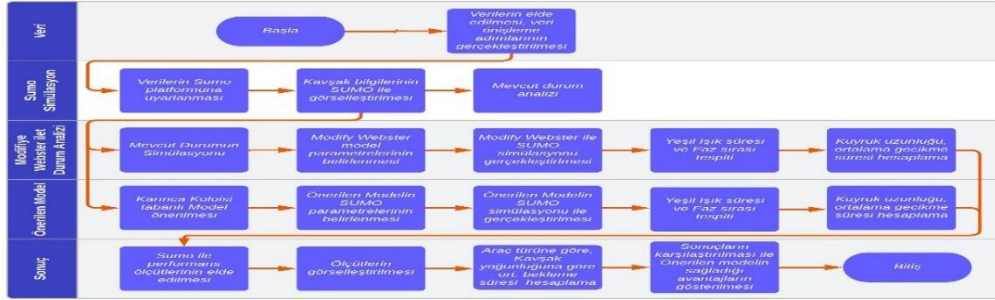 Veri
Başla
Verilerin elde
edilmesi, veri
önişleme
adımlarının
gerçekleştirilmesi
Sumo
Simülasyon
Verilerin Sumo
platformuna
uyarlanması
Kavşak bilgilerinin
SUMO ile
görselleştirilmesi
Mevcut durum
analizi
Modifiye
Webster ilet
Durum Analizi
Mevcut Durumun
Simülasyonu
Modify Webster
model
parametrelerinin
belirlenmesi
Modify Webster ile
SUMO
simülasyonu
gerçekleştirilmesi
Yeşil Işık süresi
ve Faz sırası
tespiti
Kuyruk uzunluğu,
ortalama gecikme
süresi hesaplama
Önerilen Model
Karınca Koloisi
tabanlı Model
önerilmesi
Önerilen Modelin
SUMO
parametrelerinin
belirlenmesi
Önerilen Modelin
SUMO
simülasyonu ile
gerçekleştirilmesi
Yeşil Işık süresi
ve Faz sırası
tespiti
Kuyruk uzunluğu,
ortalama gecikme
süresi hesaplama
Sonuç
Sumo ile
performans
ölçütlerinin elde
edilmesi
Ölçütlerin
görselleştirilmesi
Araç türüne göre,
Kavşak
yoğunluğuna göre
ort. bekleme
süresi hesaplama
Sonuçların
karşılaştırılması ile
Önerilen modelin
sağladığı
avantajların
gösterilmesi
Bitiş